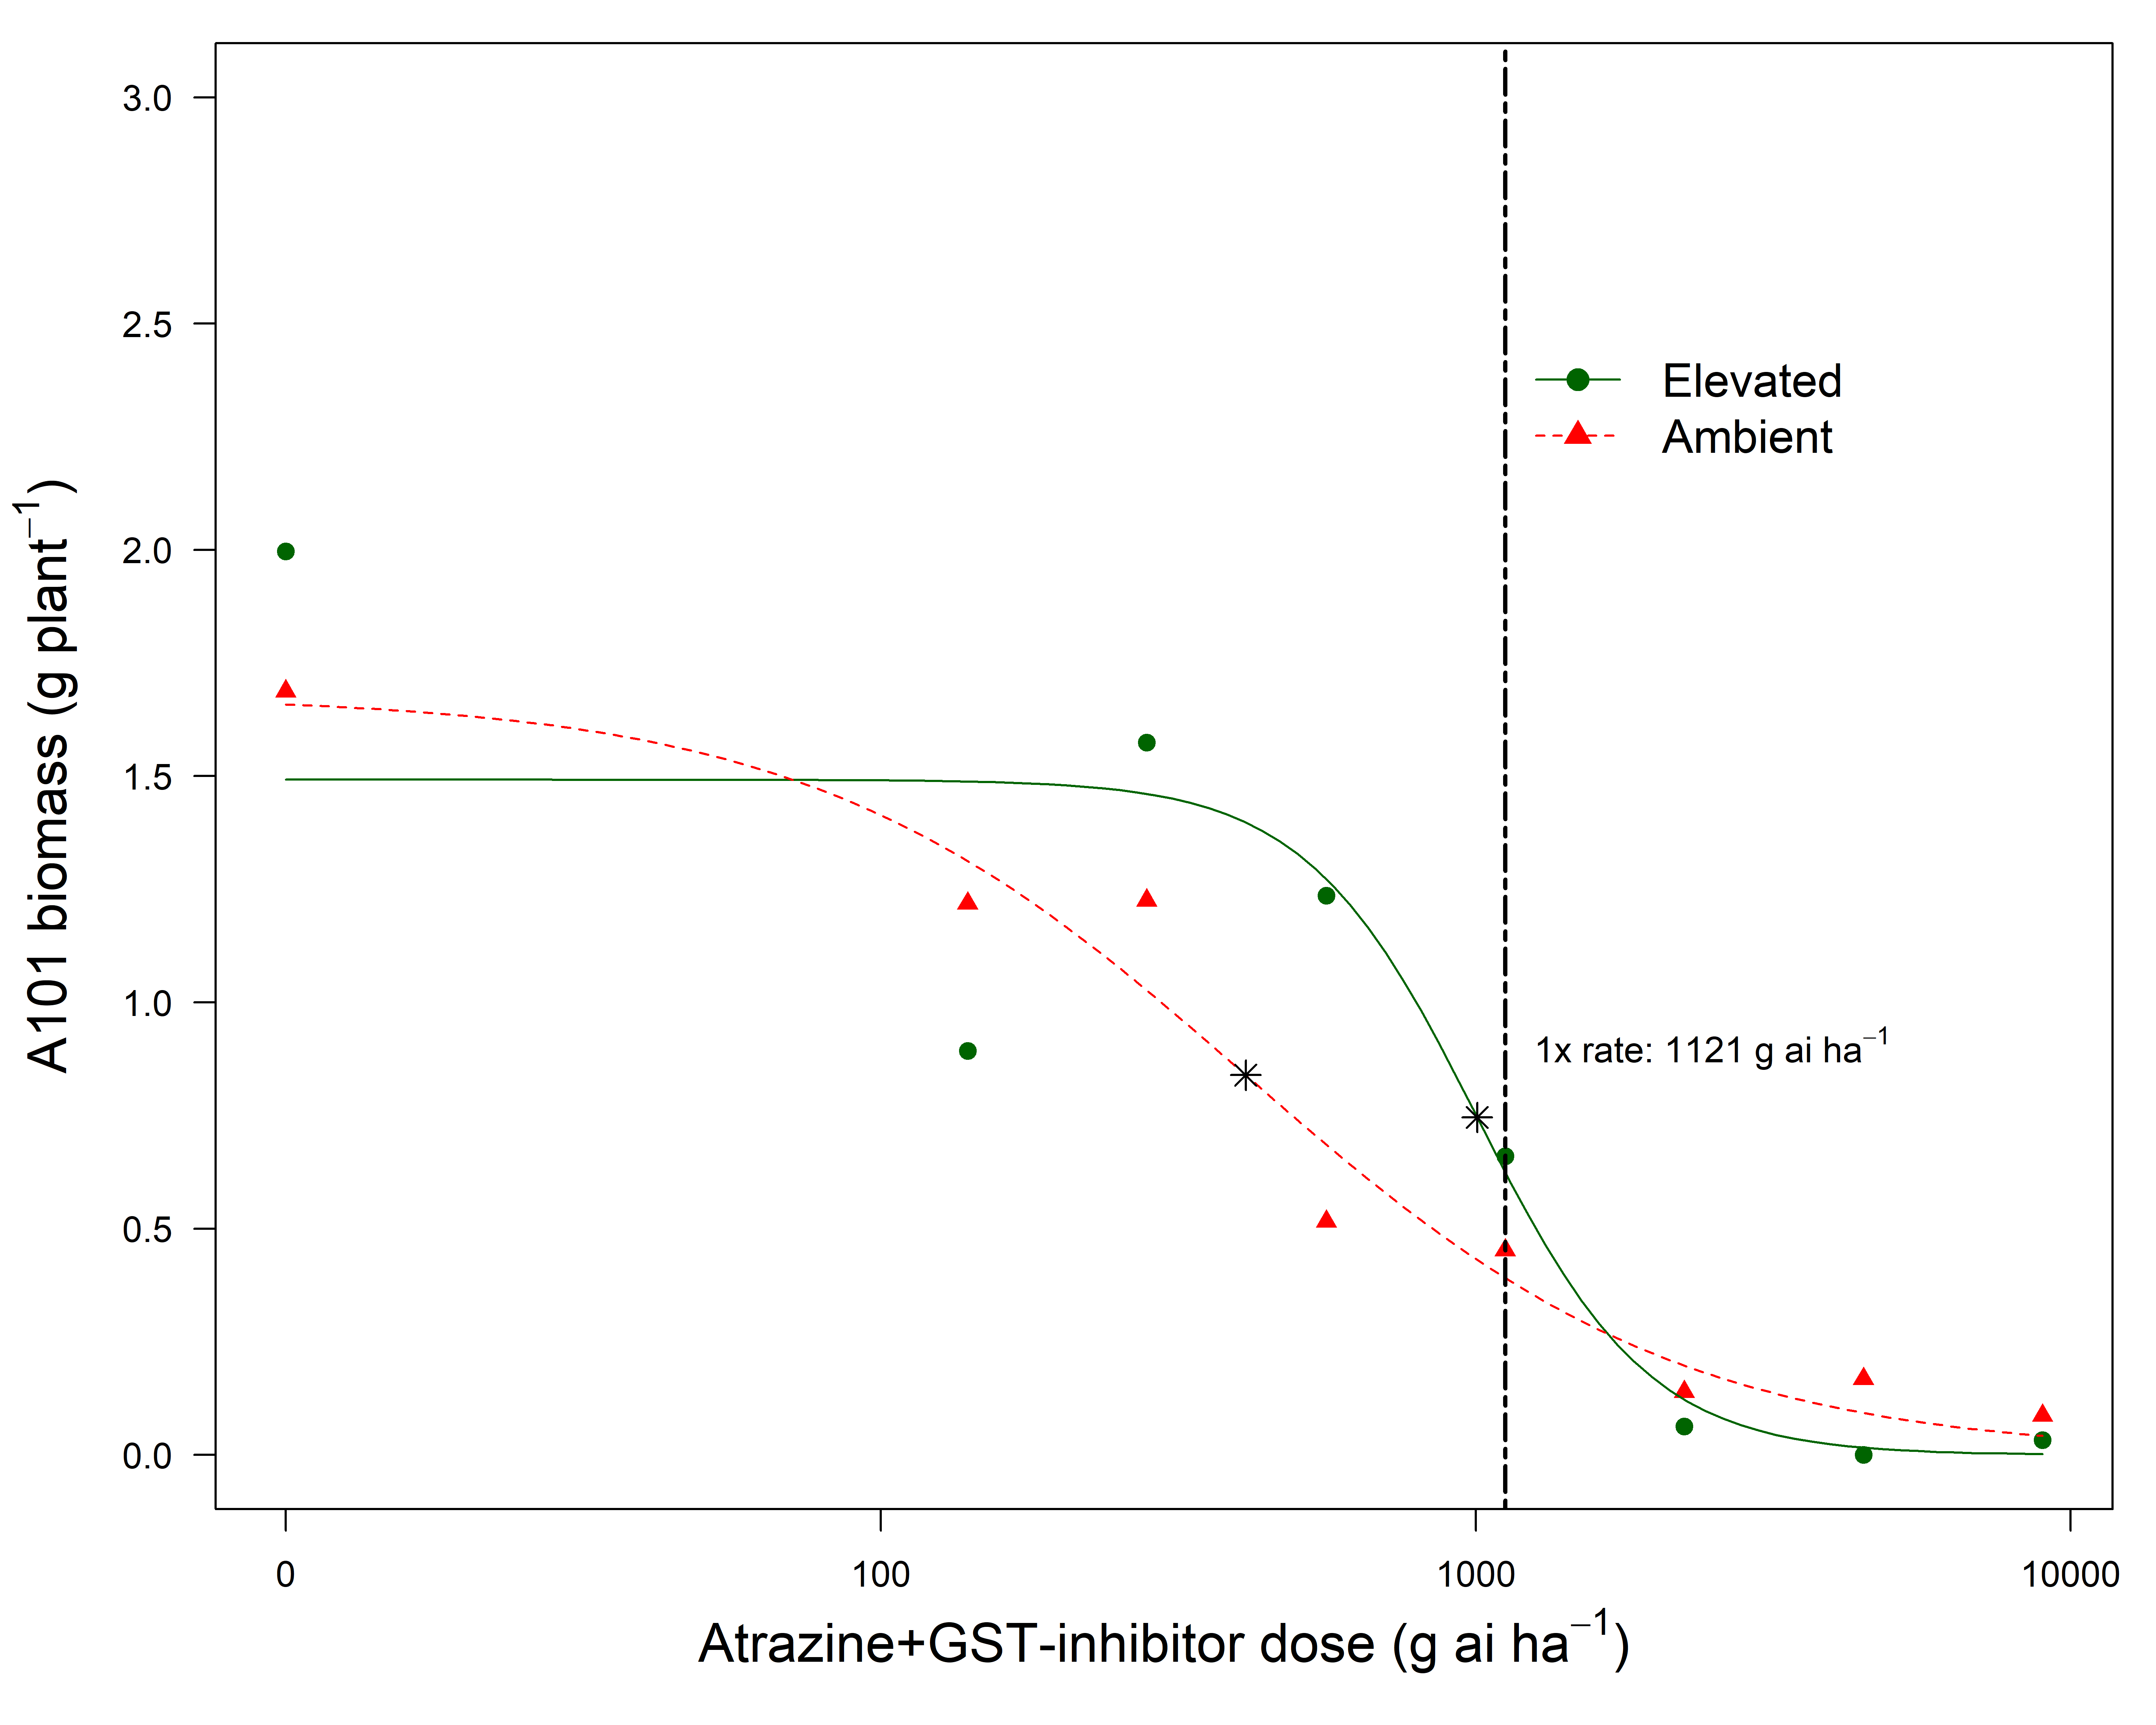 A101 biomass (g plant⁻¹)
3.0
2.5
2.0
1.5
1.0
0.5
0.0
Elevated
Ambient
1x rate: 1121 g ai ha⁻¹
0 100 1000 10000
Atrazine+GST-inhibitor dose (g ai ha⁻¹)